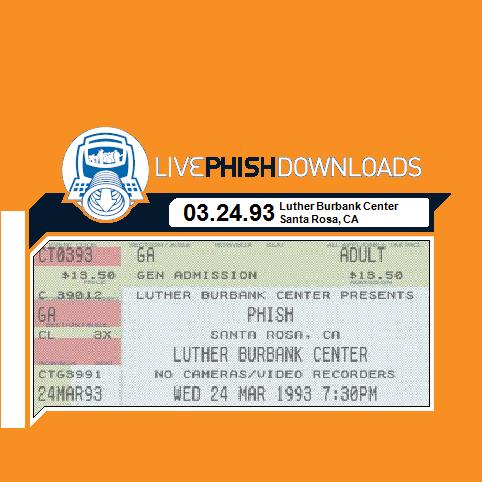 LIVEPHISHDOWNLOADS
03.24.93 Luther Burbank Center
Santa Rosa, CA
CT0393 GA ADULT
$13.50 GEN ADMISSION $13.50
C 39012 LUTHER BURBANK CENTER PRESENTS
GA PHISH
CL 3X SANTA ROSA, CA
LUTHER BURBANK CENTER
CTG3991 NO CAMERAS/VIDEO RECORDERS
24MAR93 WED 24 MAR 1993 7:30PM